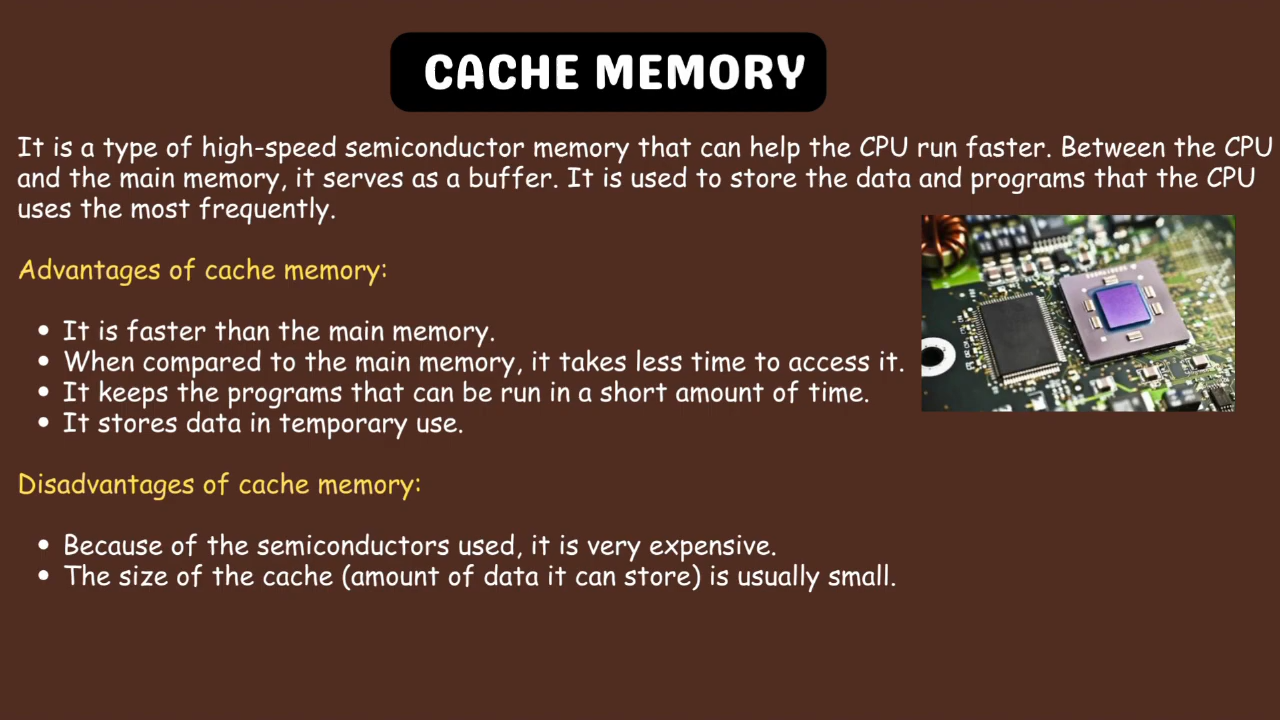 CACHE MEMORY
It is a type of high-speed semiconductor memory that can help the CPU run faster. Between the CPU
and the main memory, it serves as a buffer. It is used to store the data and programs that the CPU
uses the most frequently.
Advantages of cache memory:
• It is faster than the main memory.
• When compared to the main memory, it takes less time to access it.
• It keeps the programs that can be run in a short amount of time.
• It stores data in temporary use.
Disadvantages of cache memory:
• Because of the semiconductors used, it is very expensive.
• The size of the cache (amount of data it can store) is usually small.